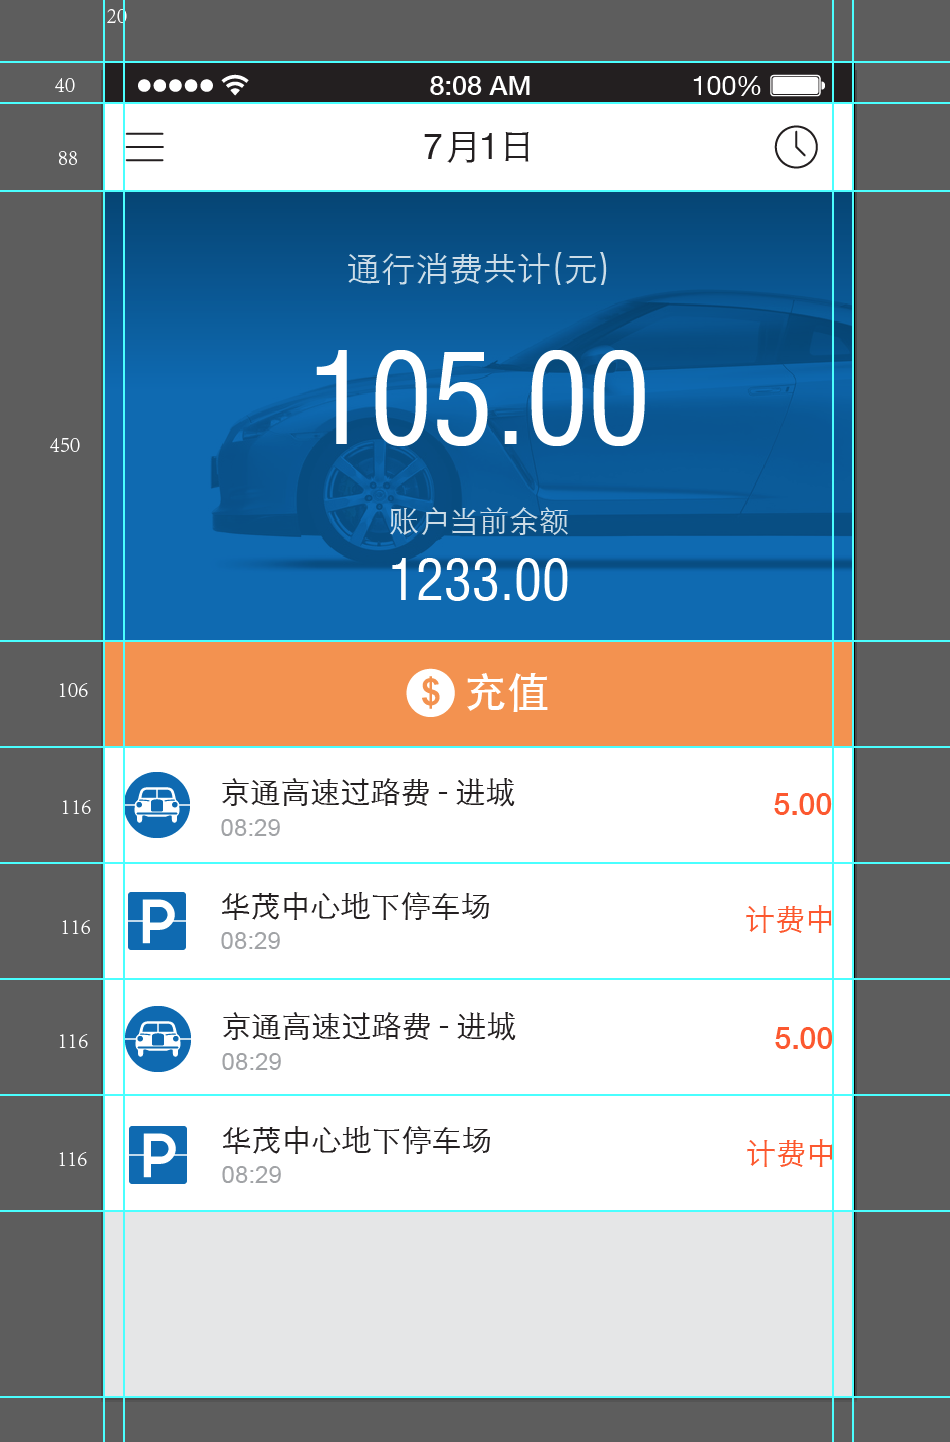 20
40
8:08 AM 100%
88
7月1日
通行消费共计(元)
105.00
450
账户当前余额
1233.00
106
$ 充值
京通高速过路费 - 进城
116
5.00
08:29
华茂中心地下停车场
P
116
计费中
08:29
京通高速过路费 - 进城
116
5.00
08:29
华茂中心地下停车场
P
116
计费中
08:29